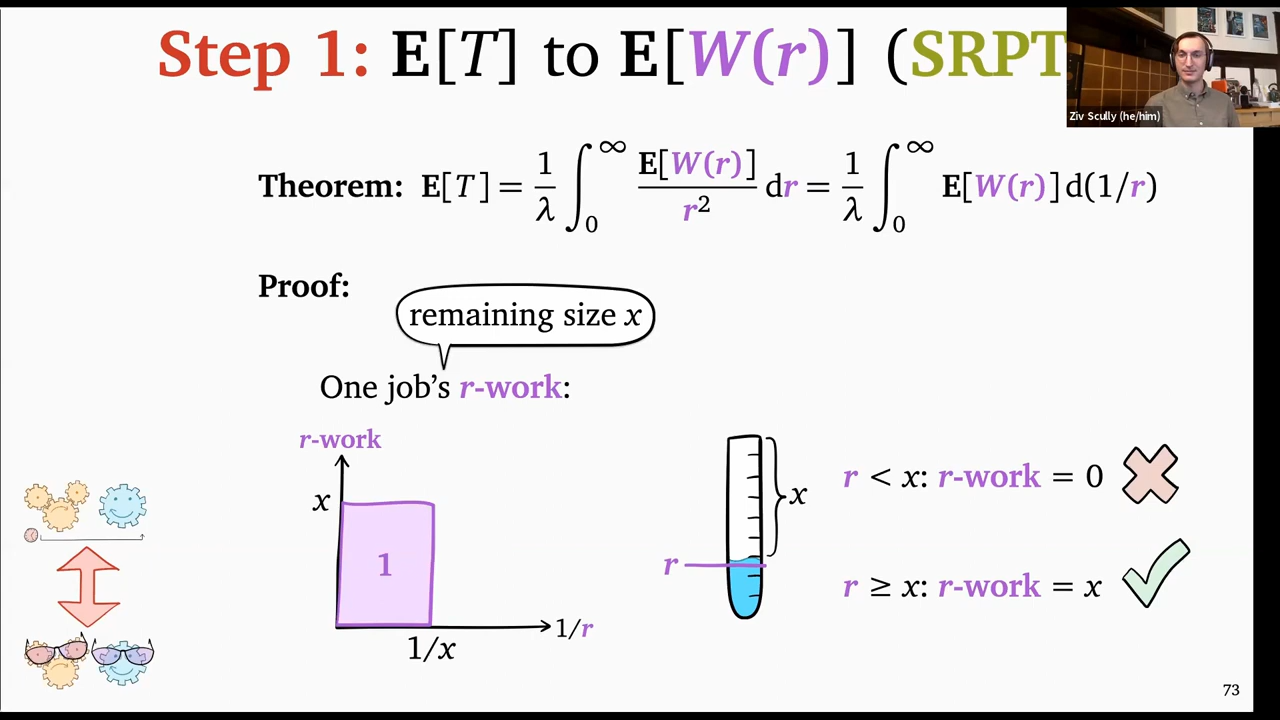 Step 1: E[T] to E[W(r)] (SRPT
Ziv Scully (he/him)
Theorem: E[T] = 1/λ ∫₀^∞ E[W(r)]/r² dr = 1/λ ∫₀^∞ E[W(r)] d(1/r)
Proof:
remaining size x
One job's r-work:
r-work
x
1
1/x
1/r
x
r
r < x: r-work = 0
r ≥ x: r-work = x
73